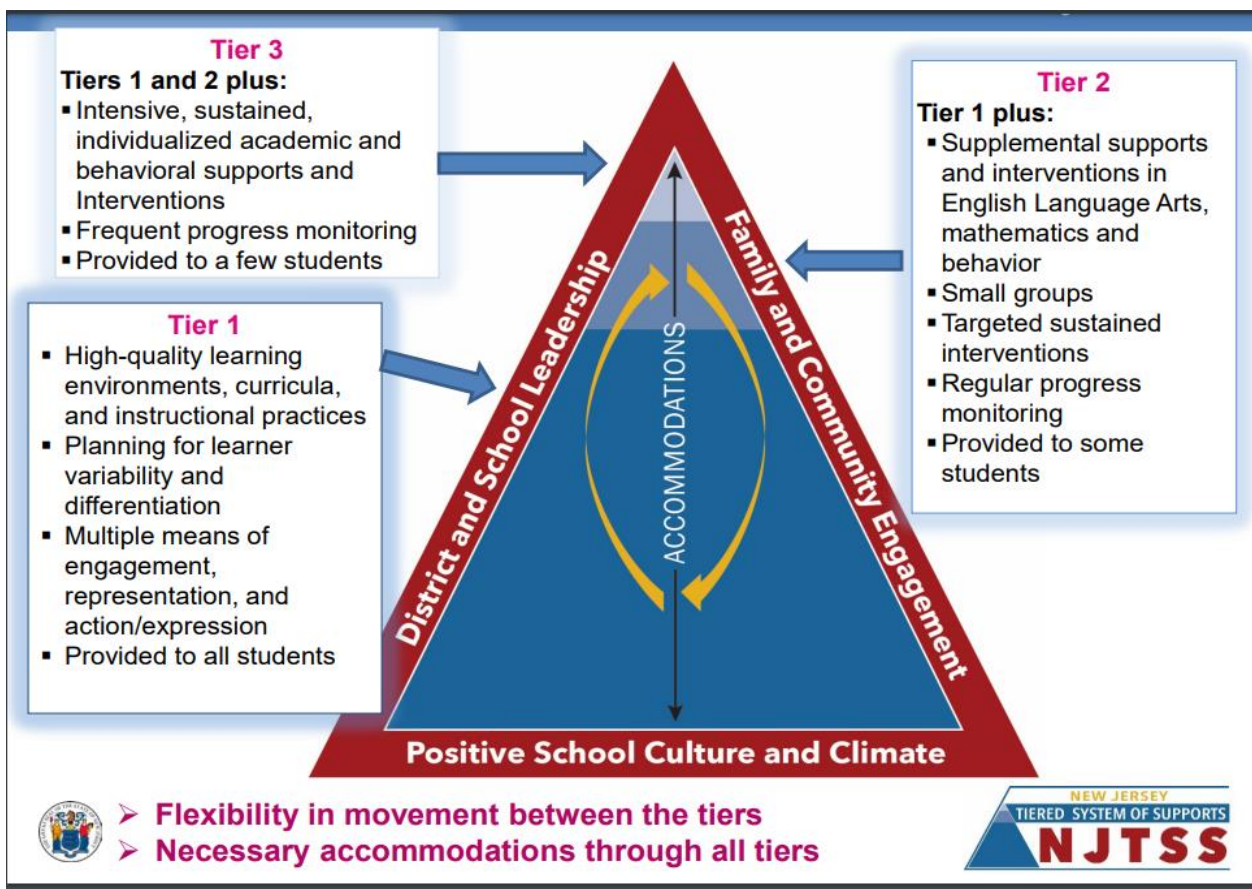 Tier 3
Tiers 1 and 2 plus:
▪ Intensive, sustained,
individualized academic and
behavioral supports and
Interventions
▪ Frequent progress monitoring
▪ Provided to a few students
Tier 1
▪ High-quality learning
environments, curricula,
and instructional practices
▪ Planning for learner
variability and
differentiation
▪ Multiple means of
engagement,
representation, and
action/expression
▪ Provided to all students
District and School Leadership
ACCOMMODATIONS
Family and Community Engagement
Positive School Culture and Climate
Tier 2
Tier 1 plus:
▪ Supplemental supports
and interventions in
English Language Arts,
mathematics and
behavior
▪ Small groups
▪ Targeted sustained
interventions
▪ Regular progress
monitoring
▪ Provided to some
students
➢ Flexibility in movement between the tiers
➢ Necessary accommodations through all tiers
NEW JERSEY
TIERED SYSTEM OF SUPPORTS
NJTSS